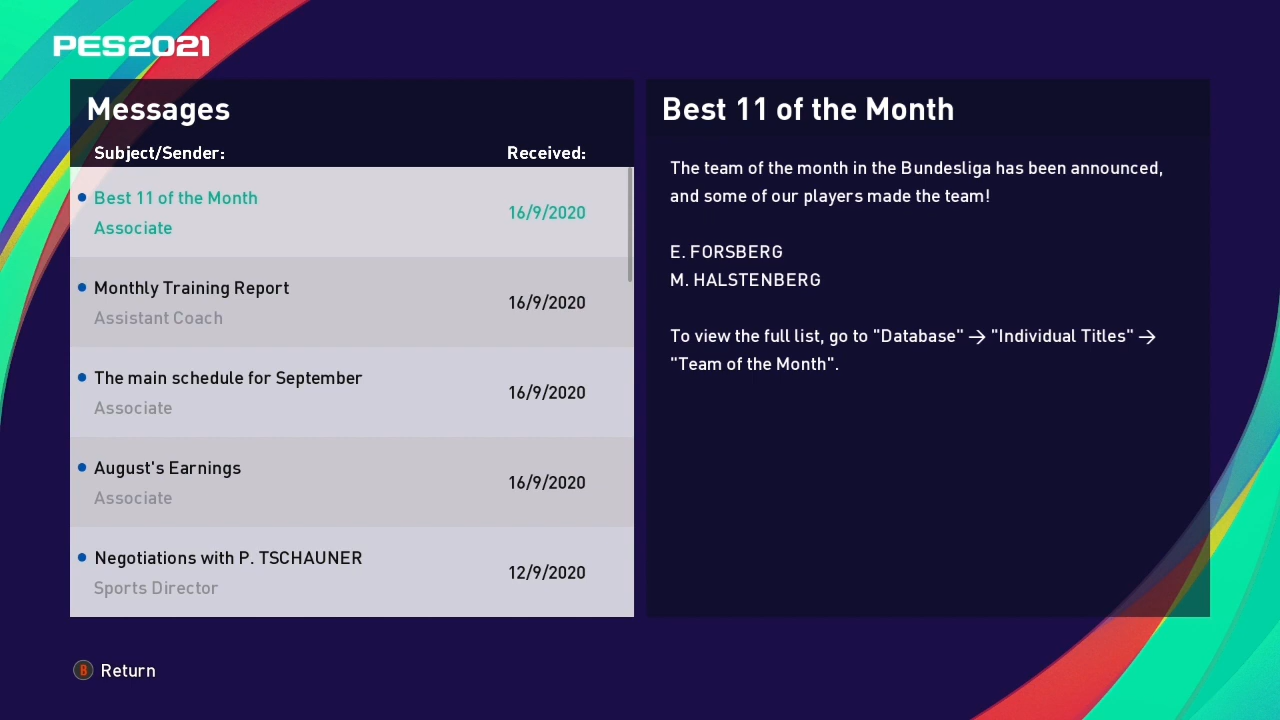 PES2021
Messages
Subject/Sender:
Received:
Best 11 of the Month
Associate
16/9/2020
Monthly Training Report
Assistant Coach
16/9/2020
The main schedule for September
Associate
16/9/2020
August's Earnings
Associate
16/9/2020
Negotiations with P. TSCHAUNER
Sports Director
12/9/2020
Best 11 of the Month
The team of the month in the Bundesliga has been announced,
and some of our players made the team!
E. FORSBERG
M. HALSTENBERG
To view the full list, go to "Database" → "Individual Titles" →
"Team of the Month".
B Return